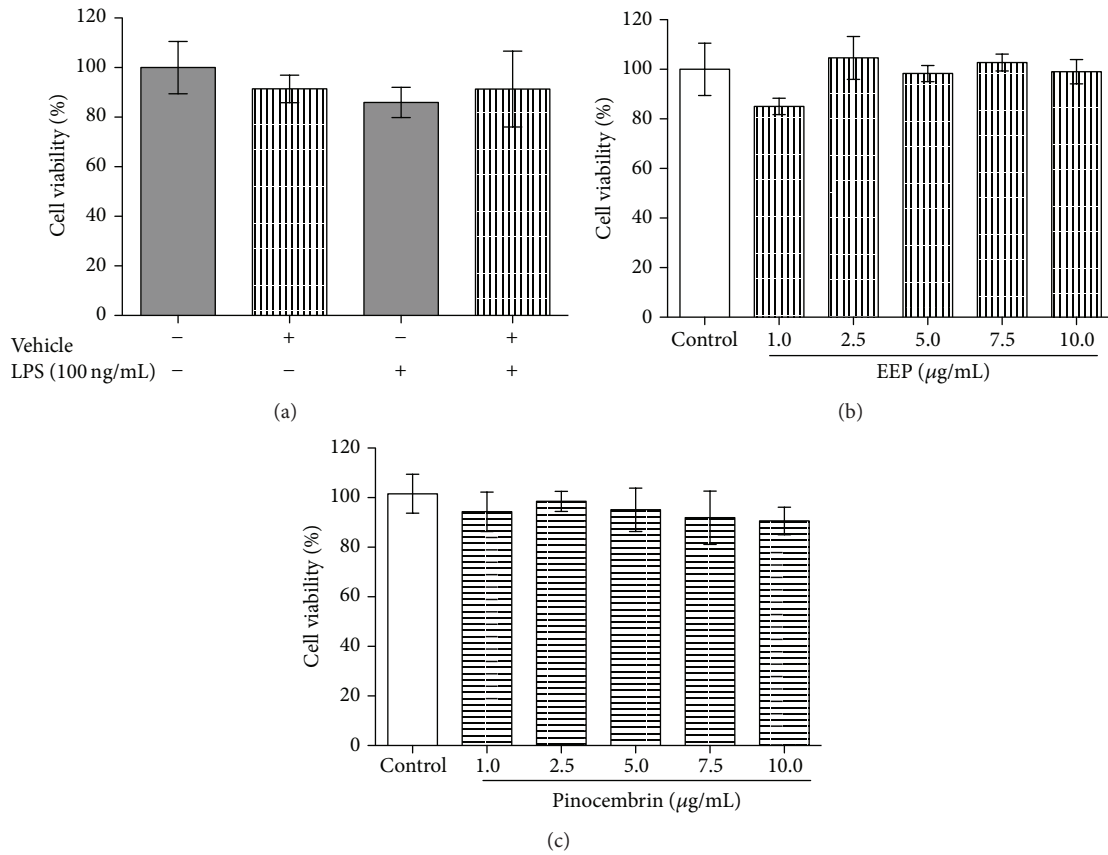 120
100
80
60
40
20
0
Cell viability (%)
Vehicle − + − +
LPS (100 ng/mL) − − + +
(a)
120
100
80
60
40
20
0
Cell viability (%)
Control 1.0 2.5 5.0 7.5 10.0
EEP (μg/mL)
(b)
120
100
80
60
40
20
0
Cell viability (%)
Control 1.0 2.5 5.0 7.5 10.0
Pinocembrin (μg/mL)
(c)